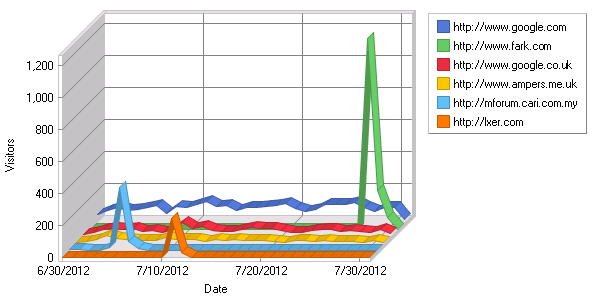 http://www.google.com
http://www.fark.com
http://www.google.co.uk
http://www.ampers.me.uk
http://mforum.cari.com.my
http://lxer.com
1,200
1,000
800
600
400
200
0
Visitors
6/30/2012 7/10/2012 7/20/2012 7/30/2012
Date